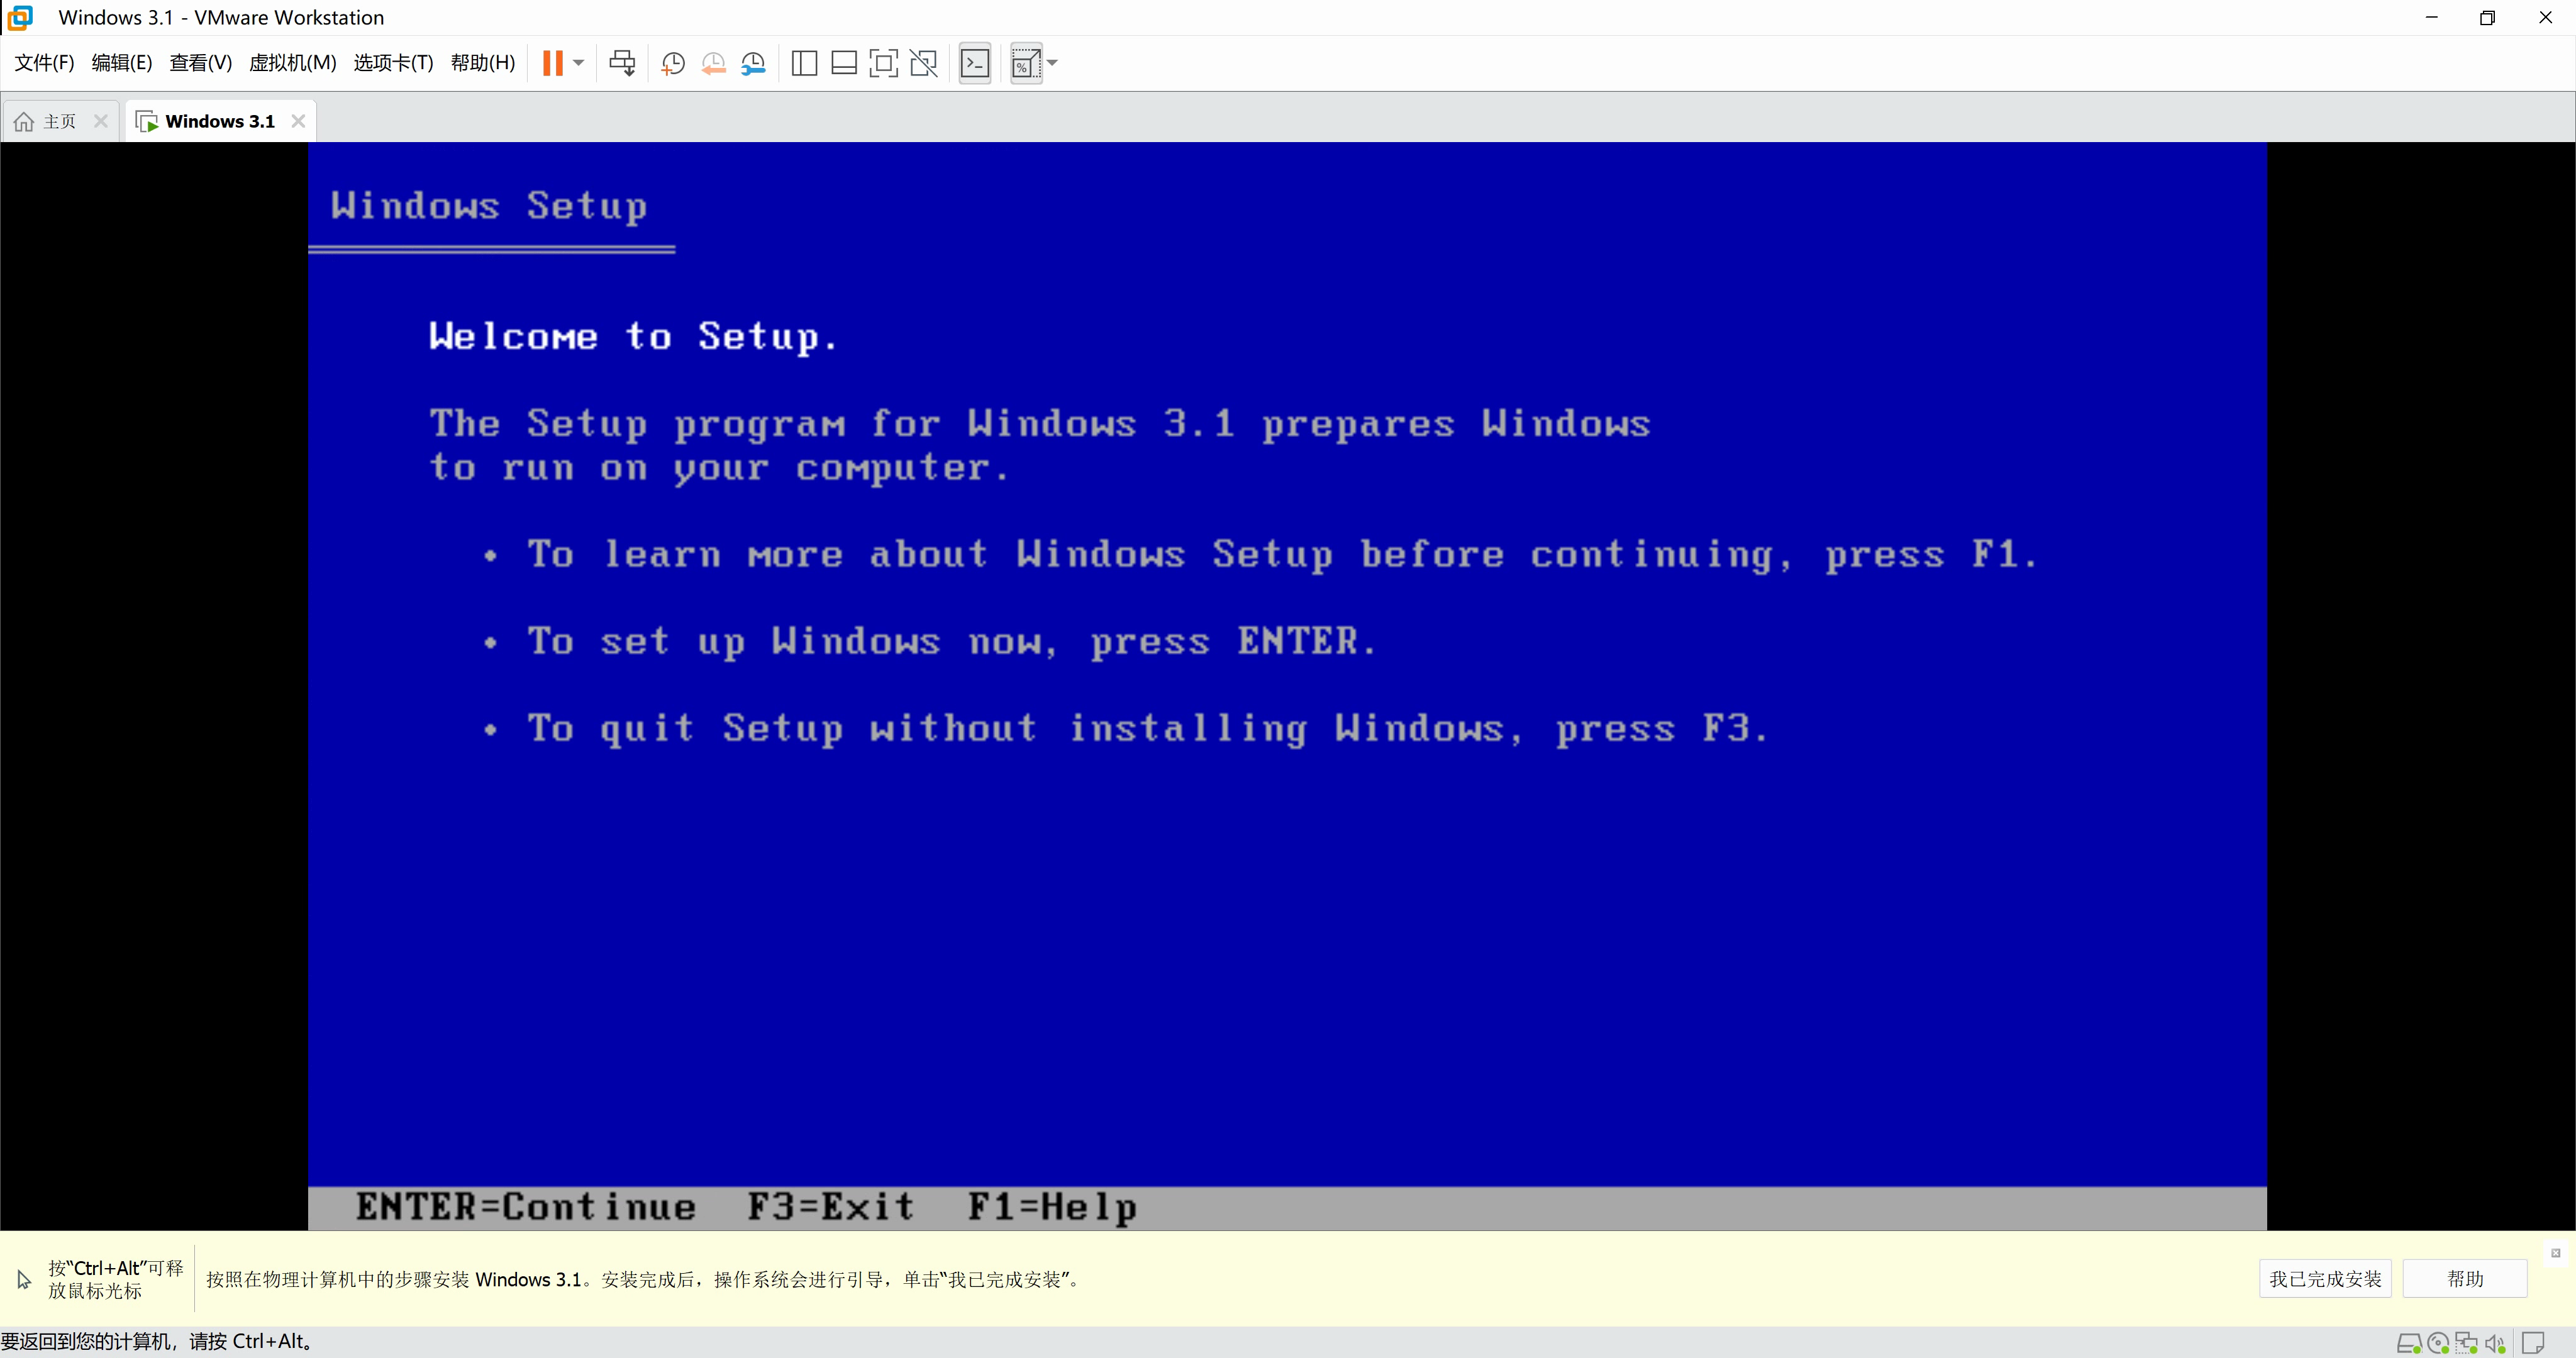 Windows 3.1 - VMware Workstation
文件(F) 编辑(E) 查看(V) 虚拟机(M) 选项卡(T) 帮助(H)
主页 Windows 3.1
Windows Setup
Welcome to Setup.
The Setup program for Windows 3.1 prepares Windows
to run on your computer.
• To learn more about Windows Setup before continuing, press F1.
• To set up Windows now, press ENTER.
• To quit Setup without installing Windows, press F3.
ENTER=Continue F3=Exit F1=Help
按“Ctrl+Alt”可释
放鼠标光标
按照在物理计算机中的步骤安装 Windows 3.1。安装完成后，操作系统会进行引导，单击“我已完成安装”。
我已完成安装 帮助
要返回到您的计算机，请按 Ctrl+Alt。